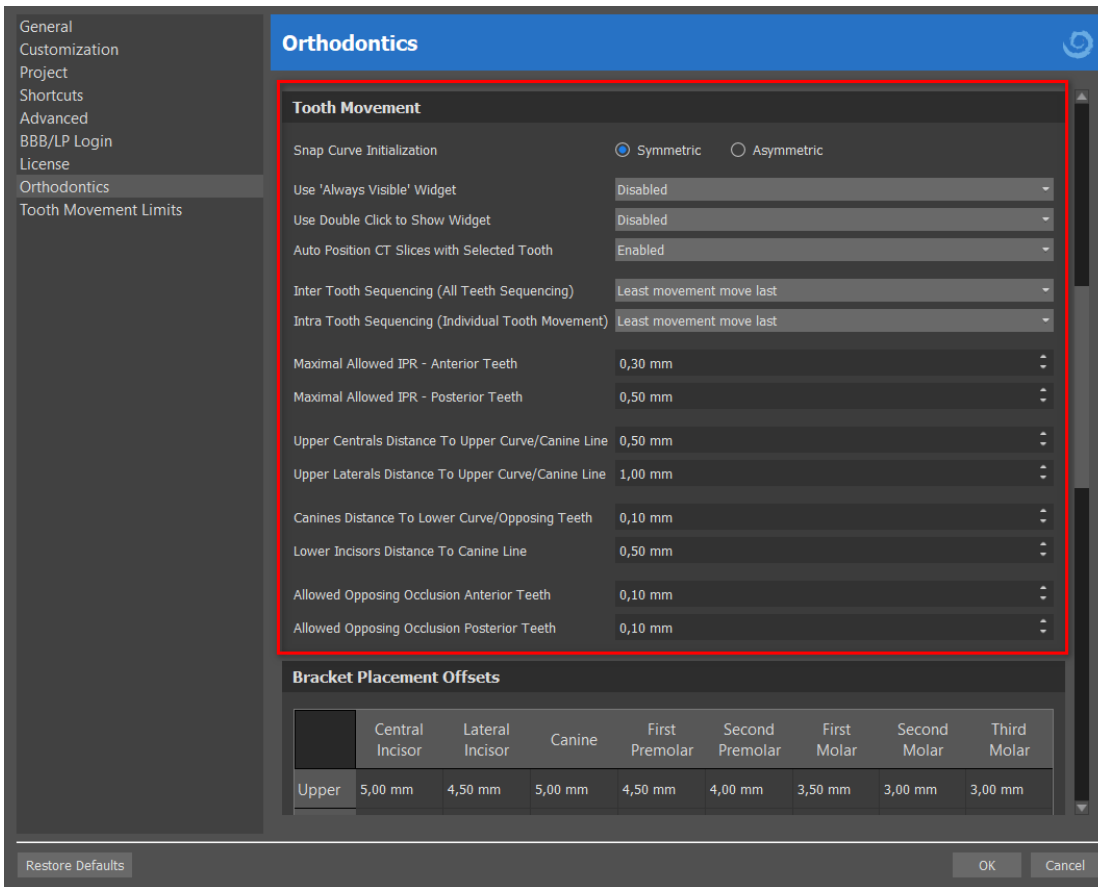 General
Customization
Project
Shortcuts
Advanced
BBB/LP Login
License
Orthodontics
Tooth Movement Limits
Orthodontics
Tooth Movement
Snap Curve Initialization Symmetric Asymmetric
Use 'Always Visible' Widget Disabled
Use Double Click to Show Widget Disabled
Auto Position CT Slices with Selected Tooth Enabled
Inter Tooth Sequencing (All Teeth Sequencing) Least movement move last
Intra Tooth Sequencing (Individual Tooth Movement) Least movement move last
Maximal Allowed IPR - Anterior Teeth 0,30 mm
Maximal Allowed IPR - Posterior Teeth 0,50 mm
Upper Centrals Distance To Upper Curve/Canine Line 0,50 mm
Upper Laterals Distance To Upper Curve/Canine Line 1,00 mm
Canines Distance To Lower Curve/Opposing Teeth 0,10 mm
Lower Incisors Distance To Canine Line 0,50 mm
Allowed Opposing Occlusion Anterior Teeth 0,10 mm
Allowed Opposing Occlusion Posterior Teeth 0,10 mm
Bracket Placement Offsets
Central Incisor Lateral Incisor Canine First Premolar Second Premolar First Molar Second Molar Third Molar
Upper 5,00 mm 4,50 mm 5,00 mm 4,50 mm 4,00 mm 3,50 mm 3,00 mm 3,00 mm
Restore Defaults OK Cancel